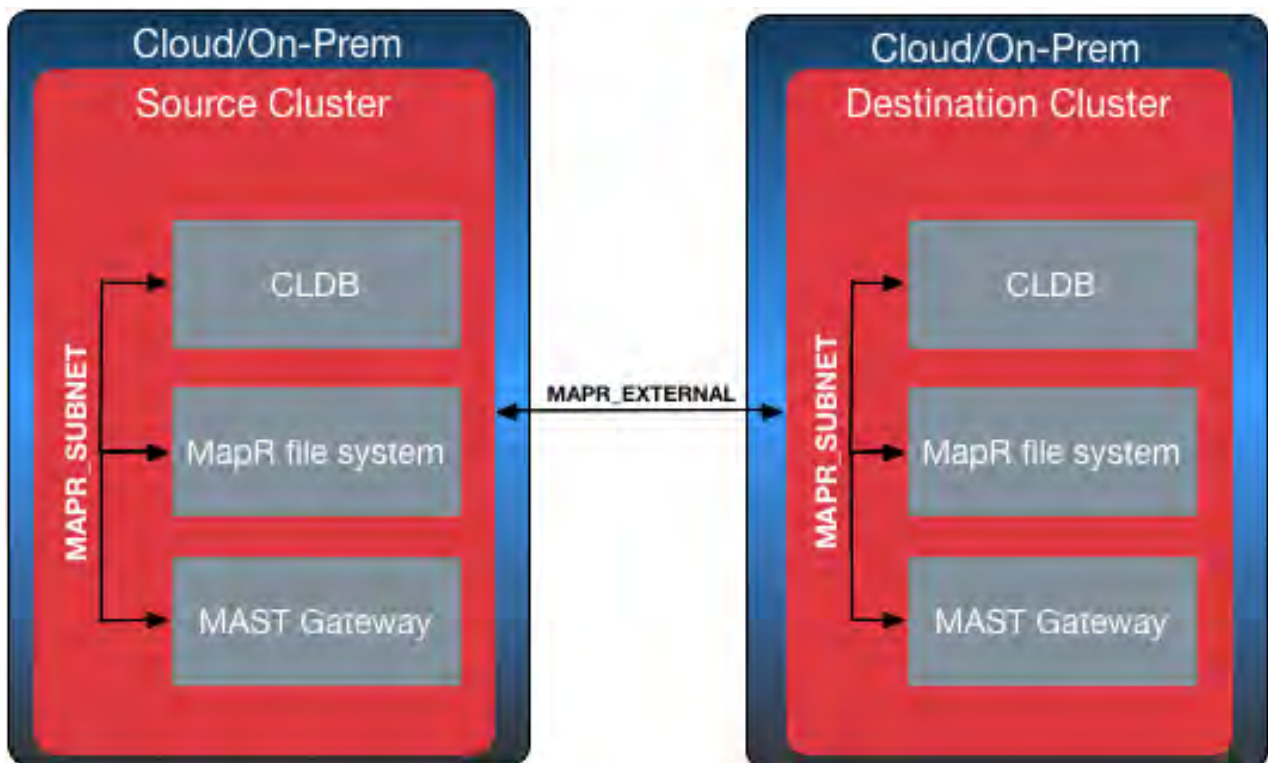 Cloud/On-Prem
Source Cluster
CLDB
MapR file system
MAST Gateway
MAPR_SUBNET
MAPR_EXTERNAL
Cloud/On-Prem
Destination Cluster
CLDB
MapR file system
MAST Gateway
MAPR_SUBNET